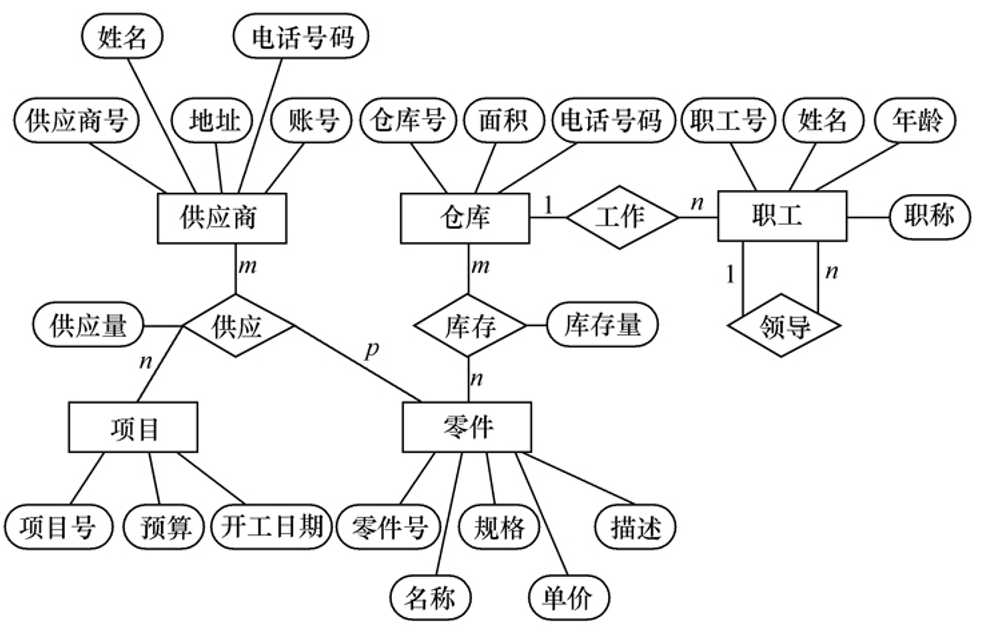 姓名
电话号码
供应商号
地址
账号
仓库号
面积
电话号码
职工号
姓名
年龄
供应商
仓库
1
工作
n
职工
职称
m
m
1
n
供应量
供应
库存
库存量
领导
n
p
n
项目
零件
项目号
预算
开工日期
零件号
规格
描述
名称
单价